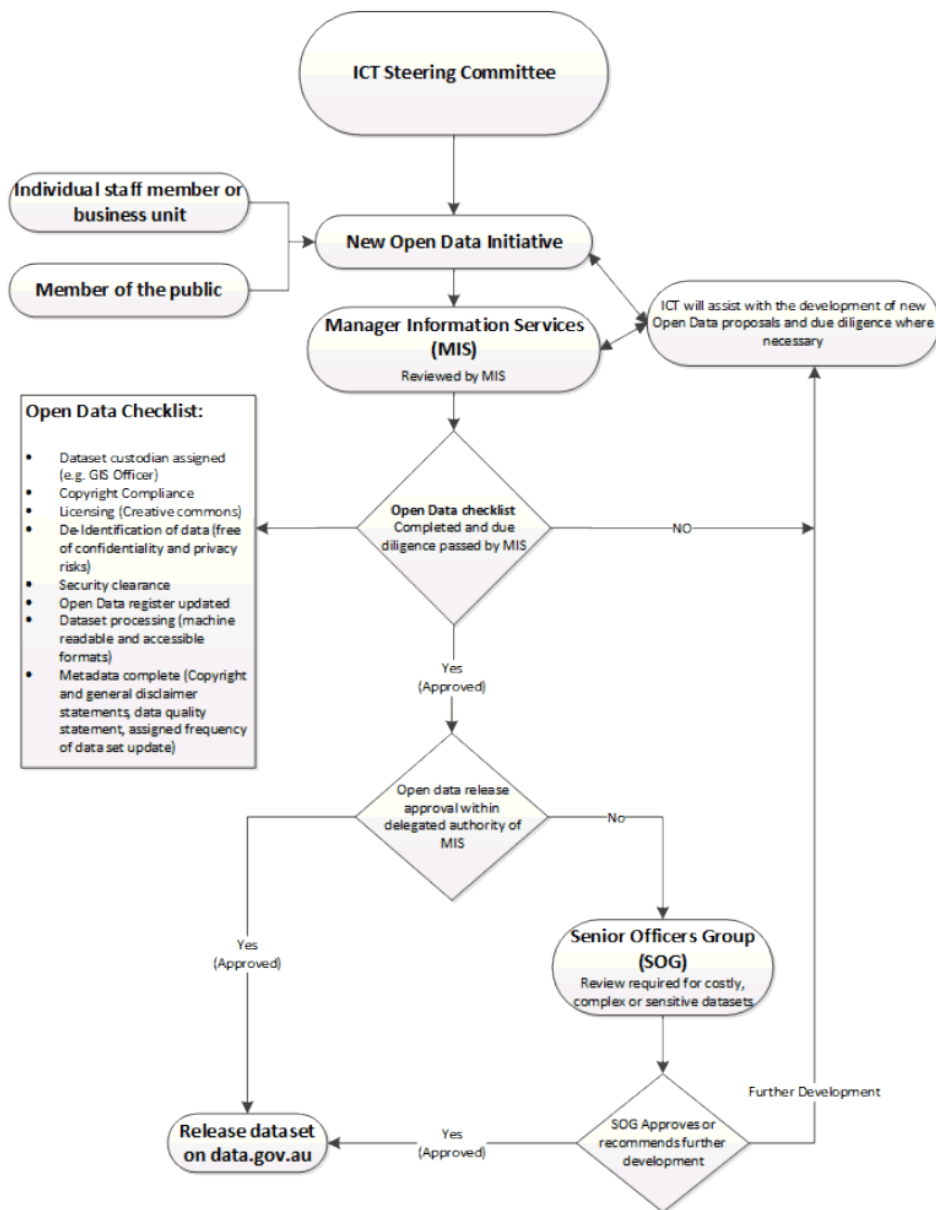 ICT Steering Committee
Individual staff member or
business unit
New Open Data Initiative
Member of the public
ICT will assist with the development of new
Open Data proposals and due diligence where
necessary
Manager Information Services
(MIS)
Reviewed by MIS
Open Data Checklist:
• Dataset custodian assigned
(e.g. GIS Officer)
• Copyright Compliance
• Licensing (Creative commons)
• De-Identification of data (free
of confidentiality and privacy
risks)
• Security clearance
• Open Data register updated
• Dataset processing (machine
readable and accessible
formats)
• Metadata complete (Copyright
and general disclaimer
statements, data quality
statement, assigned frequency
of data set update)
Open Data checklist
Completed and due
diligence passed by MIS
NO
Yes
(Approved)
Open data release
approval within
delegated authority of
MIS
No
Yes
(Approved)
Senior Officers Group
(SOG)
Review required for costly,
complex or sensitive datasets
Further Development
SOG Approves or
recommends further
development
Yes
(Approved)
Release dataset
on data.gov.au